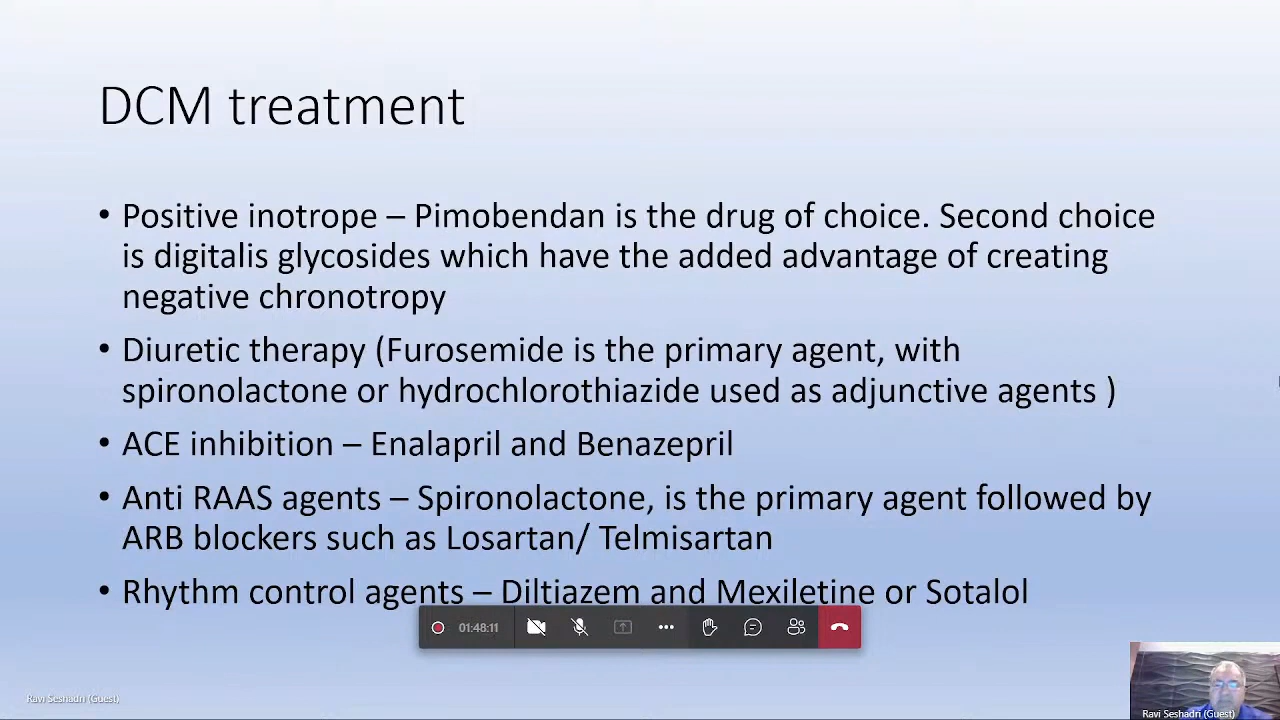 DCM treatment
• Positive inotrope – Pimobendan is the drug of choice. Second choice
is digitalis glycosides which have the added advantage of creating
negative chronotropy
• Diuretic therapy (Furosemide is the primary agent, with
spironolactone or hydrochlorothiazide used as adjunctive agents )
• ACE inhibition – Enalapril and Benazepril
• Anti RAAS agents – Spironolactone, is the primary agent followed by
ARB blockers such as Losartan/ Telmisartan
• Rhythm control agents – Diltiazem and Mexiletine or Sotalol
01:48:11
Ravi Seshadri (Guest)
Ravi Seshadri (Guest)